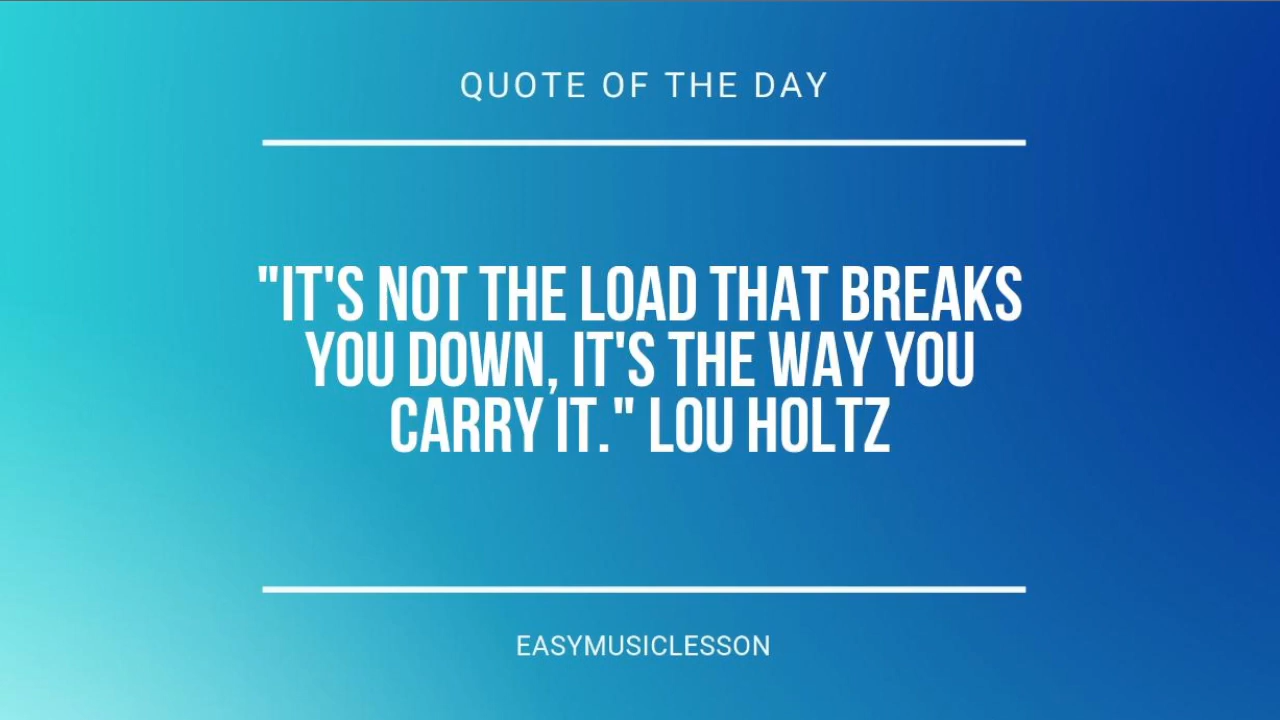 QUOTE OF THE DAY
"IT'S NOT THE LOAD THAT BREAKS
YOU DOWN, IT'S THE WAY YOU
CARRY IT." LOU HOLTZ
EASYMUSICLESSON